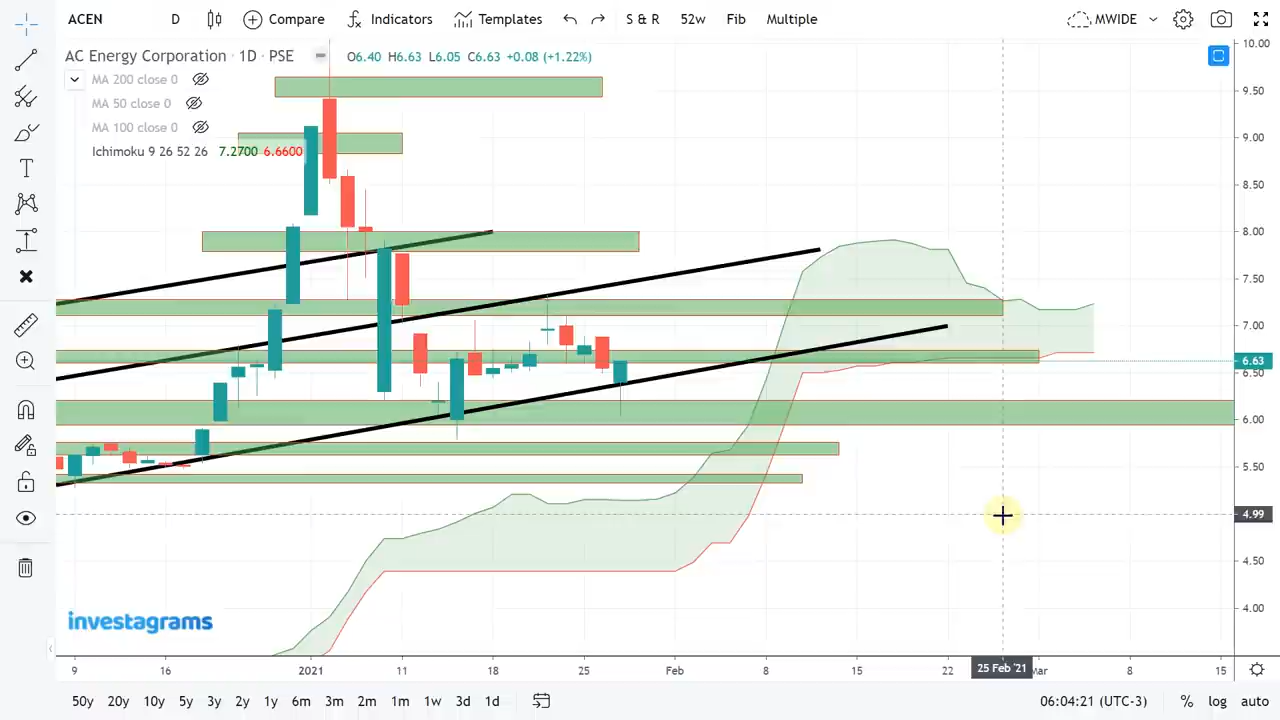 ACEN D Compare Indicators Templates S & R 52w Fib Multiple MWIDE
AC Energy Corporation · 1D · PSE O6.40 H6.63 L6.05 C6.63 +0.08 (+1.22%)
MA 200 close 0
MA 50 close 0
MA 100 close 0
Ichimoku 9 26 52 26 7.2700 6.6600
10.00
9.50
9.00
8.50
8.00
7.50
7.00
6.63
6.50
6.00
5.50
4.99
4.50
4.00
investagrams
9 16 2021 11 18 25 Feb 8 15 22 25 Feb '21 Mar 8 15
50y 20y 10y 5y 3y 2y 1y 6m 3m 2m 1m 1w 3d 1d 06:04:21 (UTC-3) % log auto